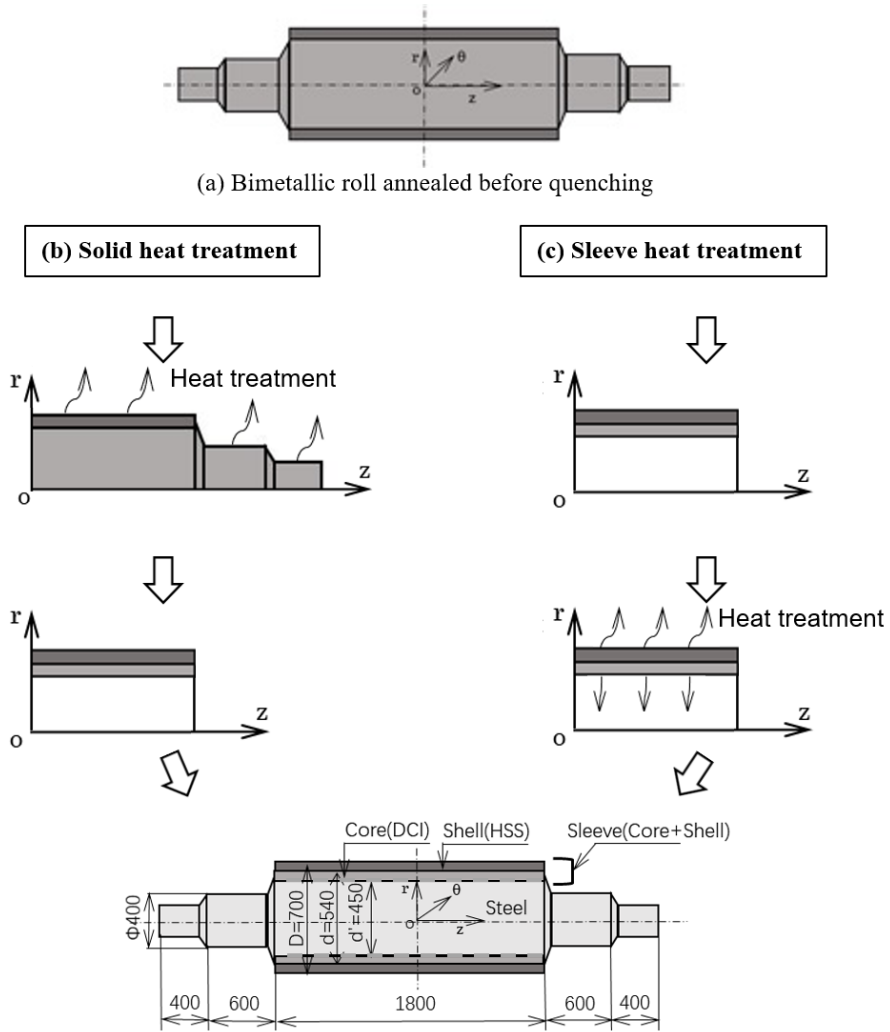 r
θ
o
z
(a) Bimetallic roll annealed before quenching
(b) Solid heat treatment
(c) Sleeve heat treatment
r
Heat treatment
z
o
r
z
o
r
z
o
r
Heat treatment
z
o
Core(DCI)
Shell(HSS)
Sleeve(Core+Shell)
Φ400
D=700
d=540
d'=450
r
θ
o
z
Steel
400
600
1800
600
400